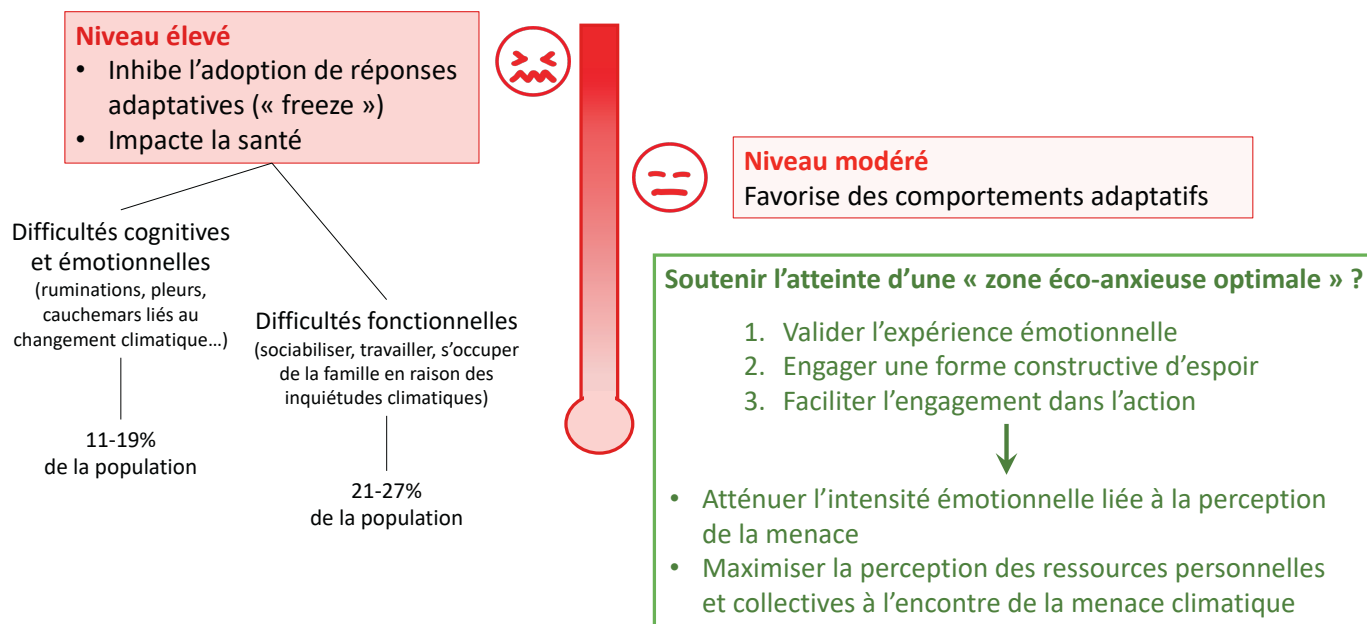 Niveau élevé
• Inhibe l’adoption de réponses
adaptatives (« freeze »)
• Impacte la santé
Difficultés cognitives
et émotionnelles
(ruminations, pleurs,
cauchemars liés au
changement climatique…)
11-19%
de la population
Difficultés fonctionnelles
(sociabiliser, travailler, s’occuper
de la famille en raison des
inquiétudes climatiques)
21-27%
de la population
Niveau modéré
Favorise des comportements adaptatifs
Soutenir l’atteinte d’une « zone éco-anxieuse optimale » ?
1. Valider l’expérience émotionnelle
2. Engager une forme constructive d’espoir
3. Faciliter l’engagement dans l’action
• Atténuer l’intensité émotionnelle liée à la perception
de la menace
• Maximiser la perception des ressources personnelles
et collectives à l’encontre de la menace climatique